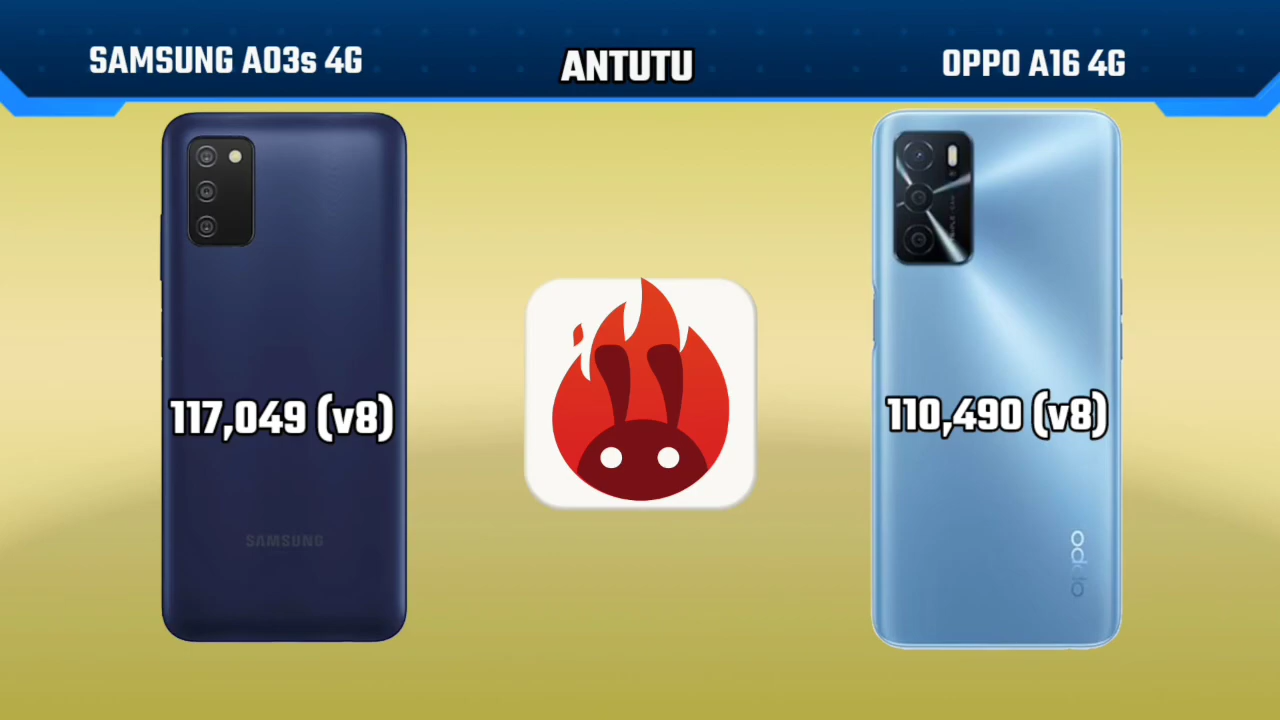 SAMSUNG A03s 4G
ANTUTU
OPPO A16 4G
117,049 (v8)
110,490 (v8)
SAMSUNG
oppo